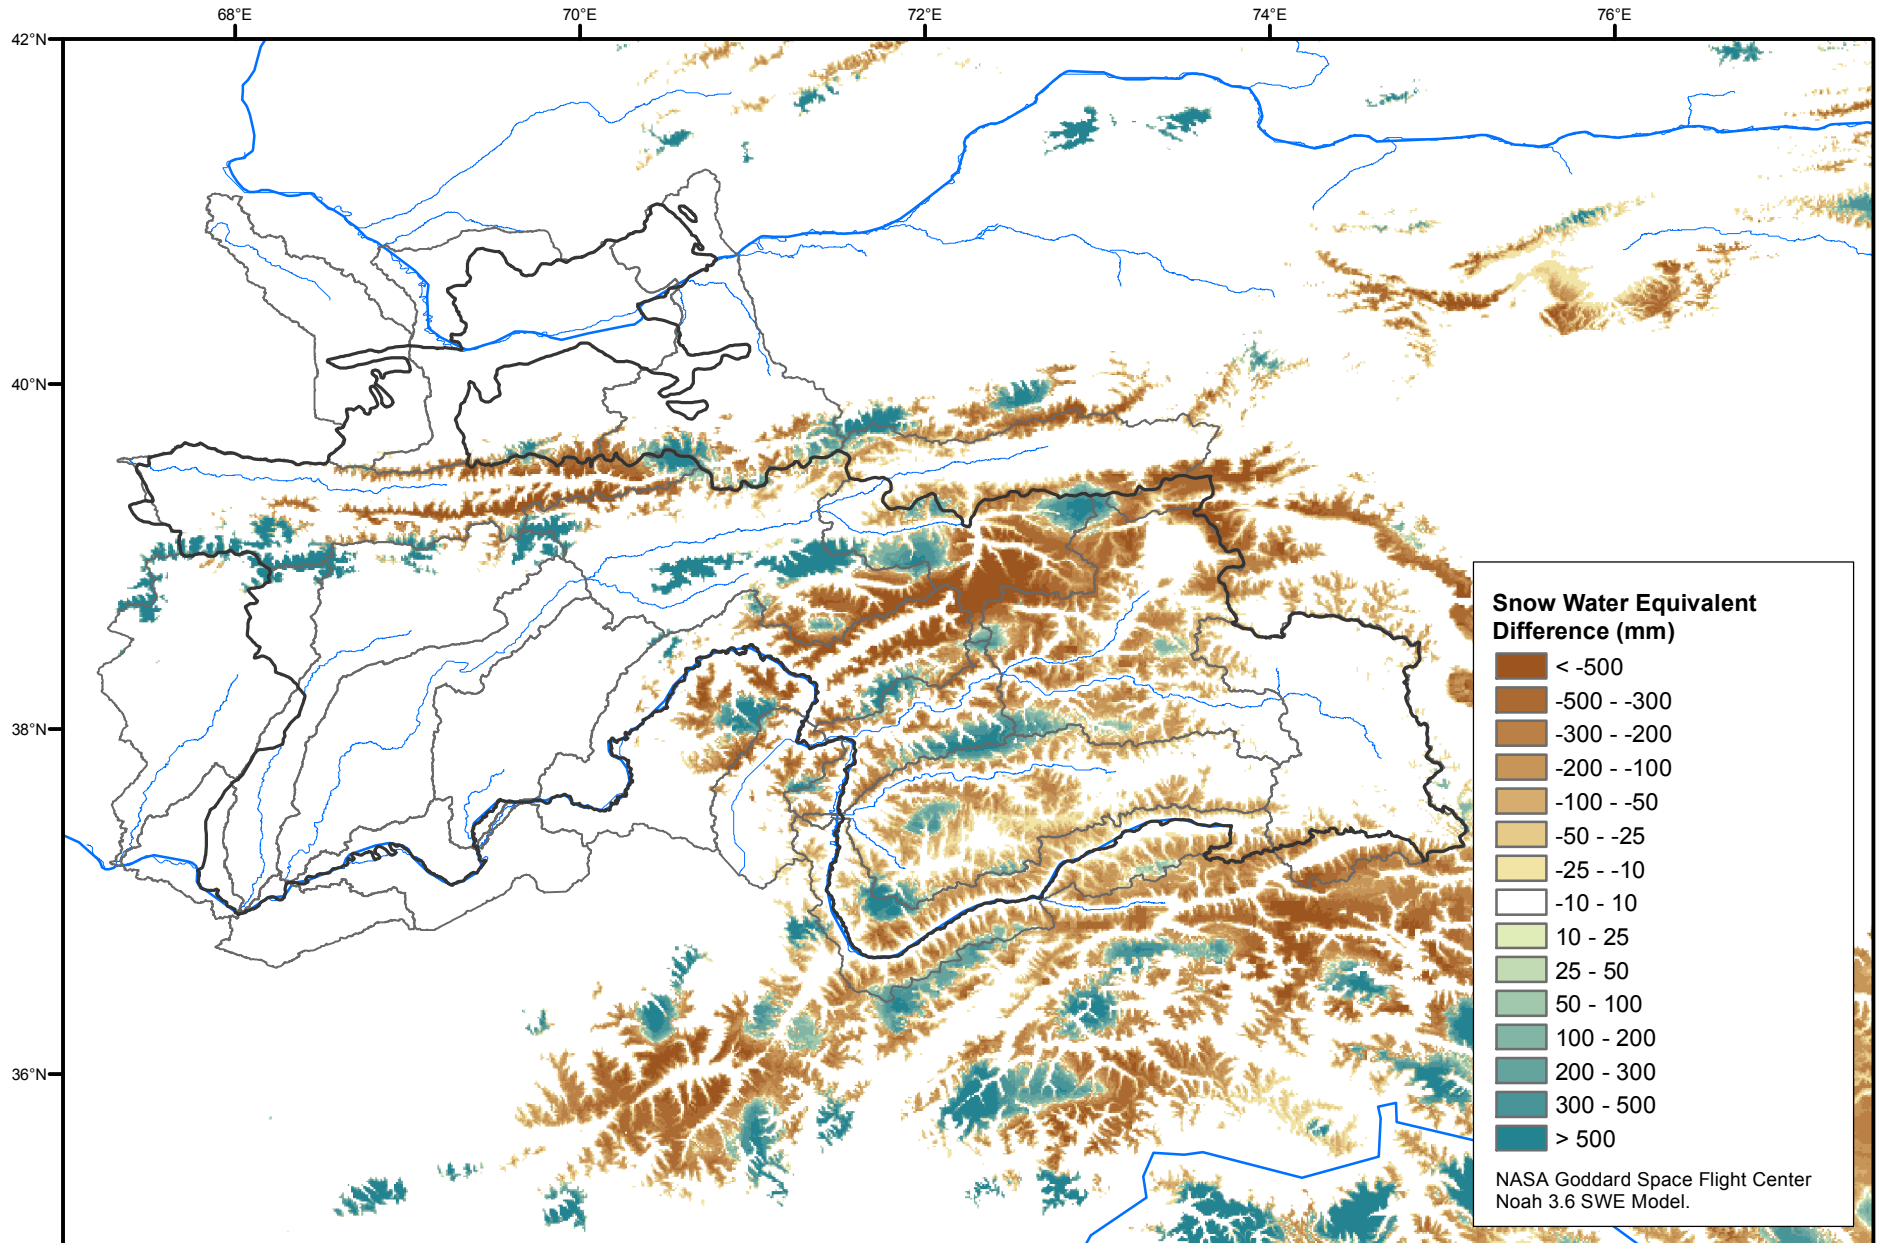 68°E
70°E
72°E
74°E
76°E
42°N
40°N
38°N
36°N
Snow Water Equivalent
Difference (mm)
< -500
-500 - -300
-300 - -200
-200 - -100
-100 - -50
-50 - -25
-25 - -10
-10 - 10
10 - 25
25 - 50
50 - 100
100 - 200
200 - 300
300 - 500
> 500
NASA Goddard Space Flight Center
Noah 3.6 SWE Model.